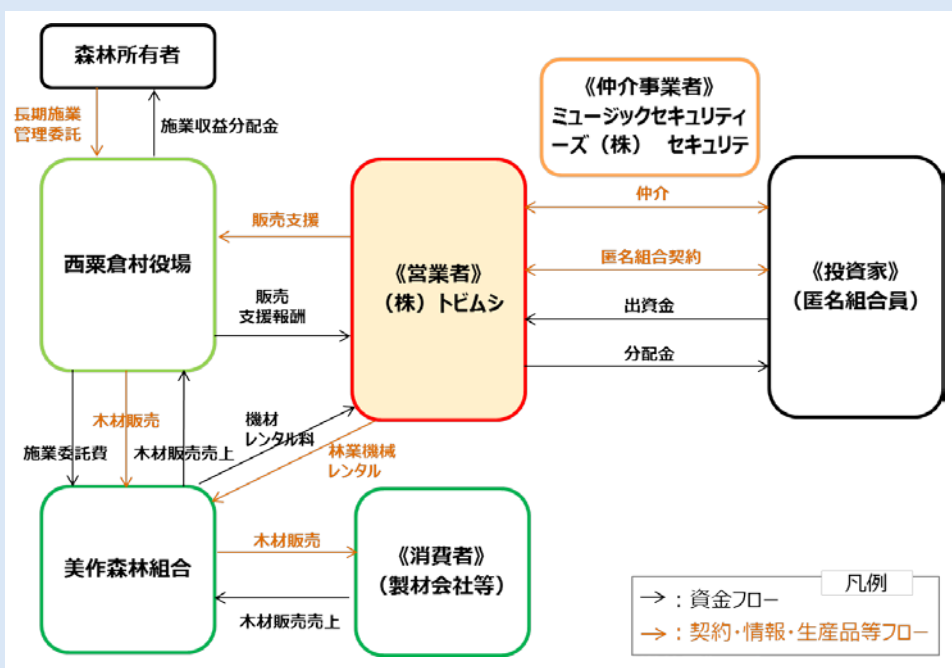 森林所有者
長期施業
管理委託
施業収益分配金
《仲介事業者》
ミュージックセキュリティ
ーズ（株） セキュリテ
西粟倉村役場
販売支援
販売
支援報酬
《営業者》
（株）トビムシ
仲介
匿名組合契約
出資金
分配金
《投資家》
（匿名組合員）
木材販売
施業委託費
木材販売売上
機材
レンタル料
林業機械
レンタル
美作森林組合
木材販売
木材販売売上
《消費者》
（製材会社等）
凡例
→：資金フロー
→：契約・情報・生産品等フロー